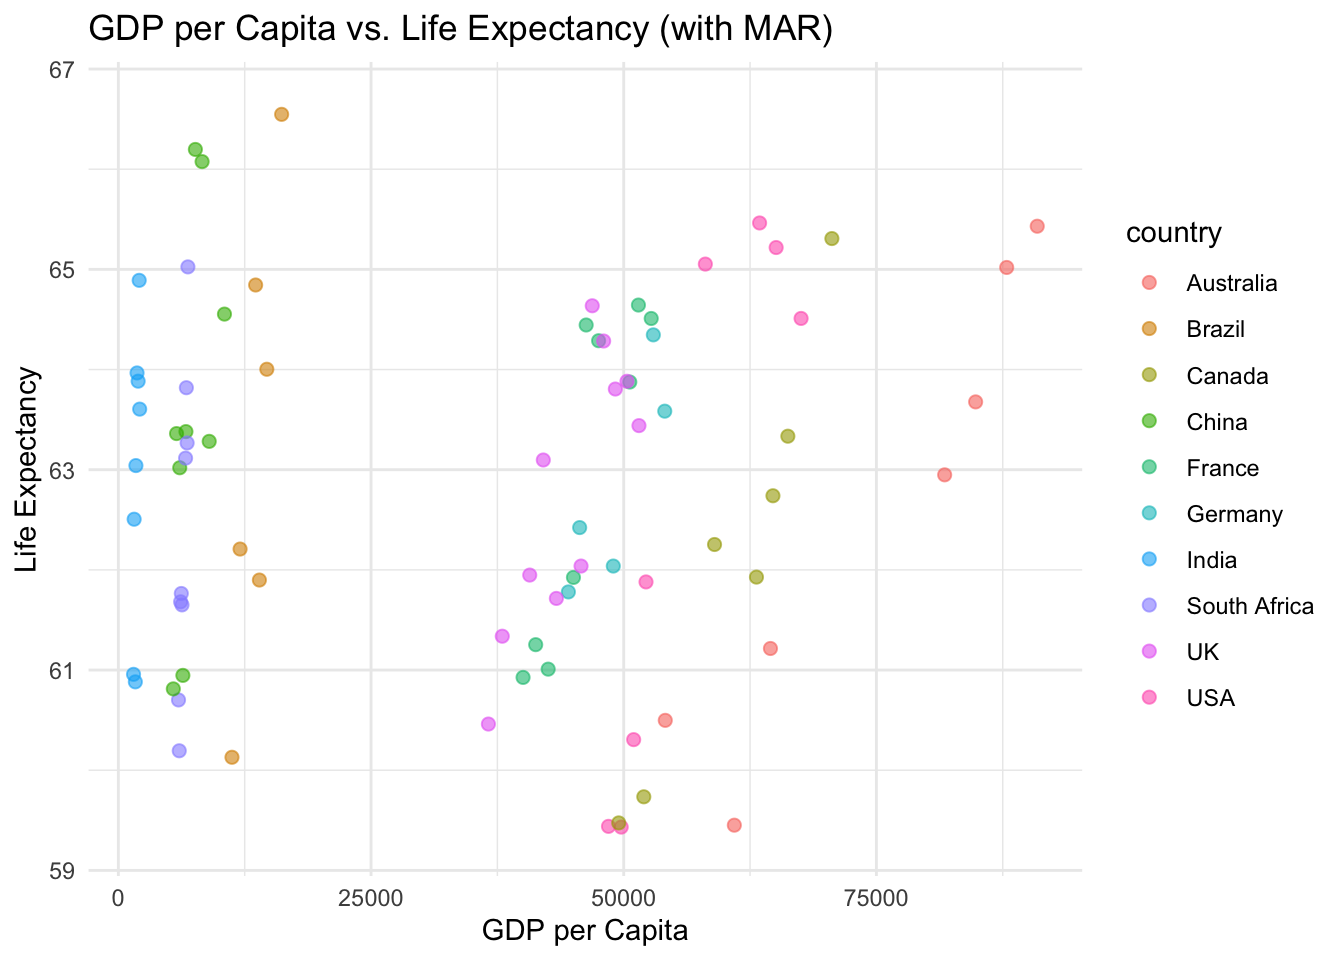 GDP per Capita vs. Life Expectancy (with MAR)
67
65
63
61
59
Life Expectancy
0 25000 50000 75000
GDP per Capita
country
Australia
Brazil
Canada
China
France
Germany
India
South Africa
UK
USA